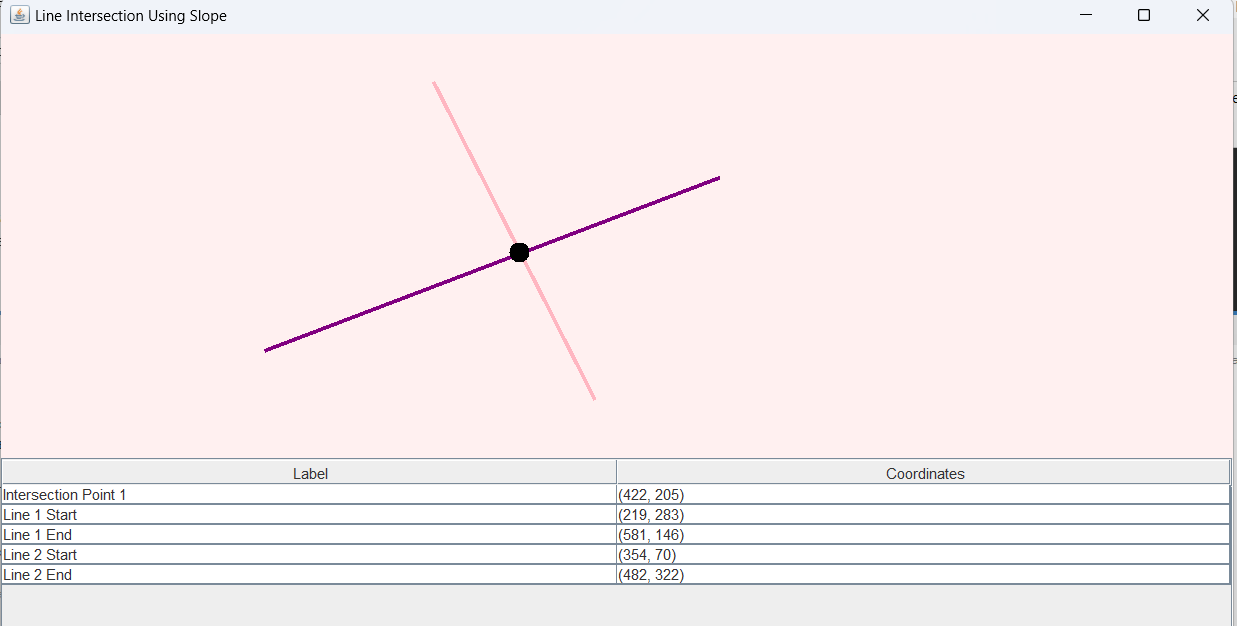 Line Intersection Using Slope
Label Coordinates
Intersection Point 1 (422, 205)
Line 1 Start (219, 283)
Line 1 End (581, 146)
Line 2 Start (354, 70)
Line 2 End (482, 322)